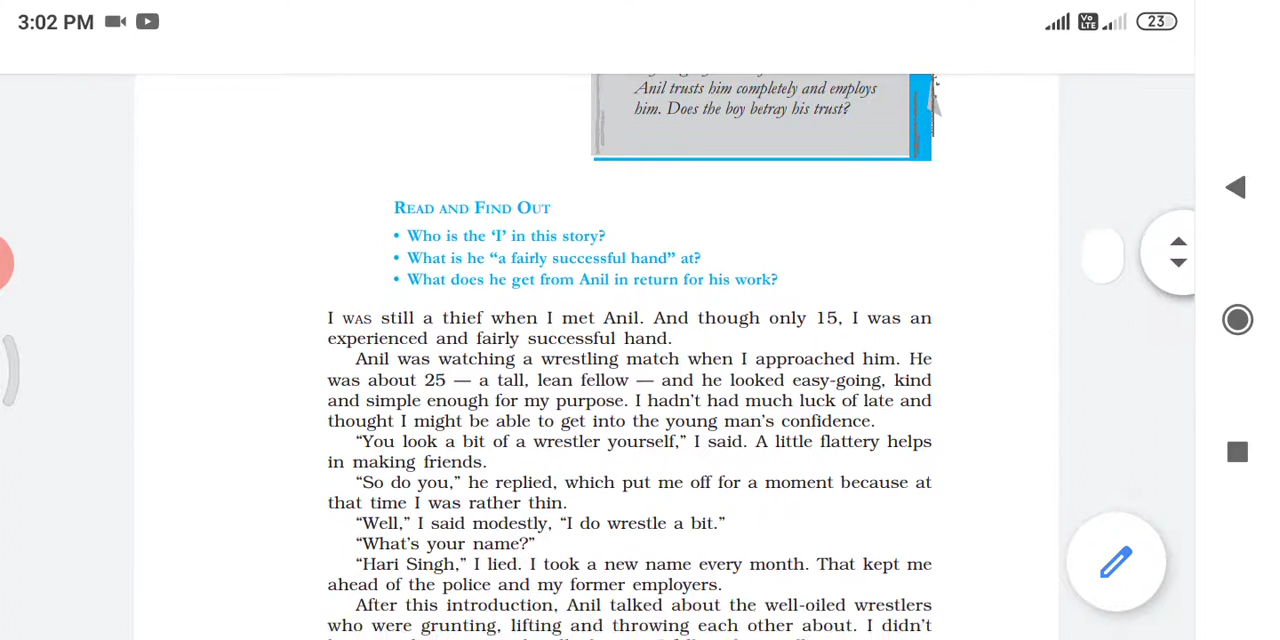 3:02 PM
Vo LTE
23
Anil trusts him completely and employs
him. Does the boy betray his trust?
READ AND FIND OUT
• Who is the ‘I’ in this story?
• What is he “a fairly successful hand” at?
• What does he get from Anil in return for his work?
I WAS still a thief when I met Anil. And though only 15, I was an
experienced and fairly successful hand.
Anil was watching a wrestling match when I approached him. He
was about 25 — a tall, lean fellow — and he looked easy-going, kind
and simple enough for my purpose. I hadn’t had much luck of late and
thought I might be able to get into the young man’s confidence.
“You look a bit of a wrestler yourself,” I said. A little flattery helps
in making friends.
“So do you,” he replied, which put me off for a moment because at
that time I was rather thin.
“Well,” I said modestly, “I do wrestle a bit.”
“What’s your name?”
“Hari Singh,” I lied. I took a new name every month. That kept me
ahead of the police and my former employers.
After this introduction, Anil talked about the well-oiled wrestlers
who were grunting, lifting and throwing each other about. I didn’t